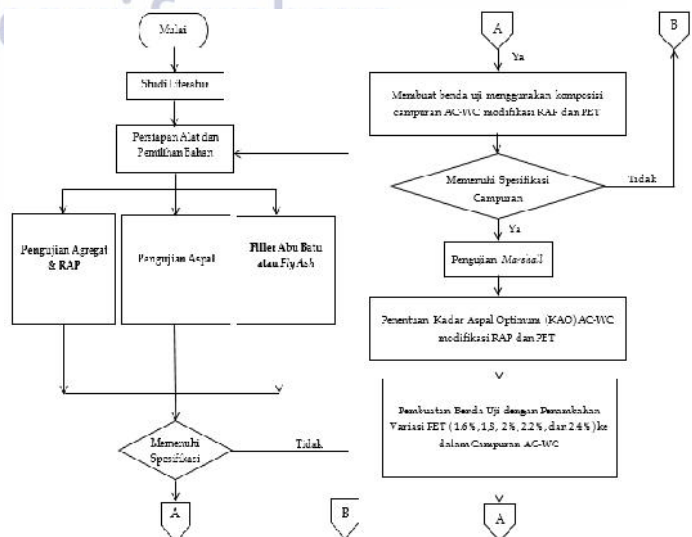 Mulai
Studi Literatur
Persiapan Alat dan
Pemilihan Bahan
Pengujian Agregat
& RAP
Pengujian Aspal
Filler Abu Batu
atau Fly Ash
Memenuhi
Spesifikasi
Tidak
A
B
A
Ya
B
Membuat benda uji menggunakan komposisi
campuran AC-WC modifikasi RAP dan PET
Memenuhi Spesifikasi
Campuran
Tidak
Ya
Pengujian Marshall
Penentuan Kadar Aspal Optimum (KAO) AC-WC
modifikasi RAP dan PET
Pembuatan Benda Uji dengan Penambahan
Variasi PET (1.6%, 1,8, 2%, 2.2%, dan 2.4%) ke
dalam Campuran AC-WC
A